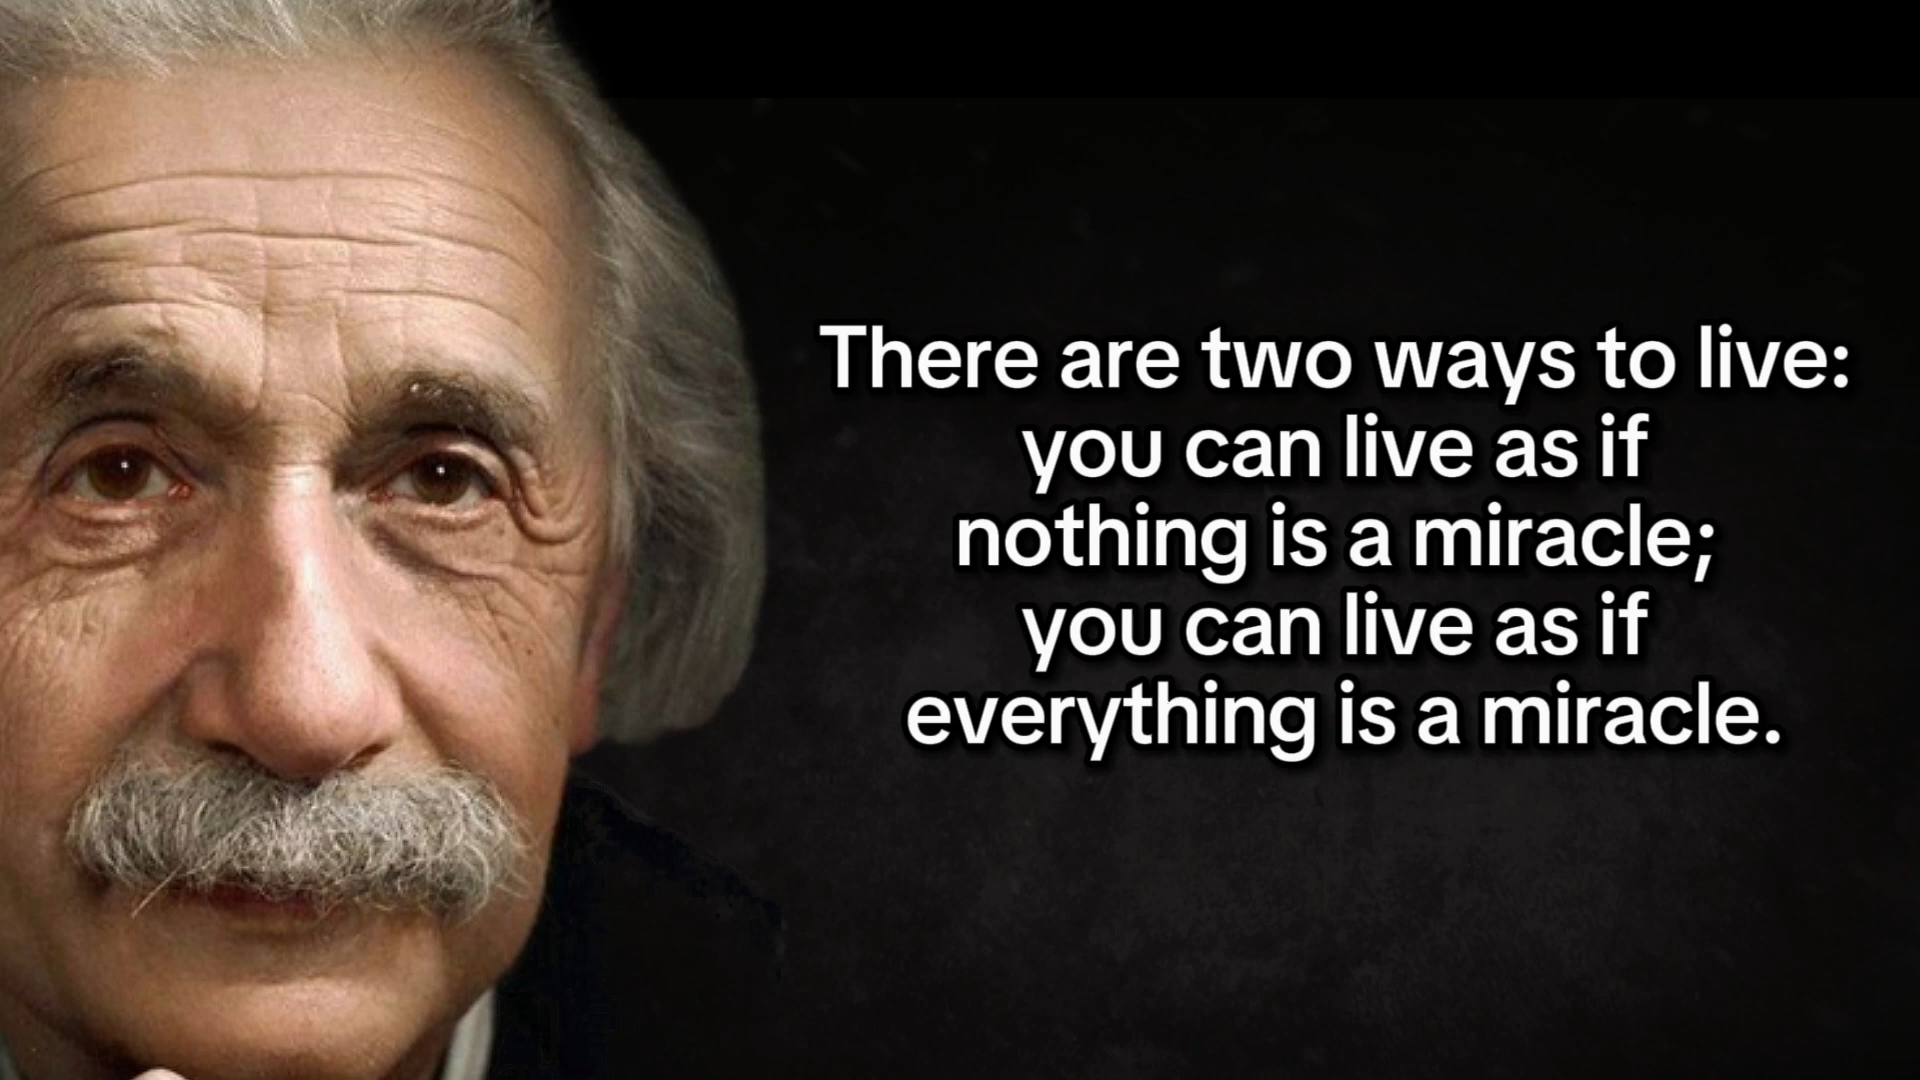 There are two ways to live:
you can live as if
nothing is a miracle;
you can live as if
everything is a miracle.